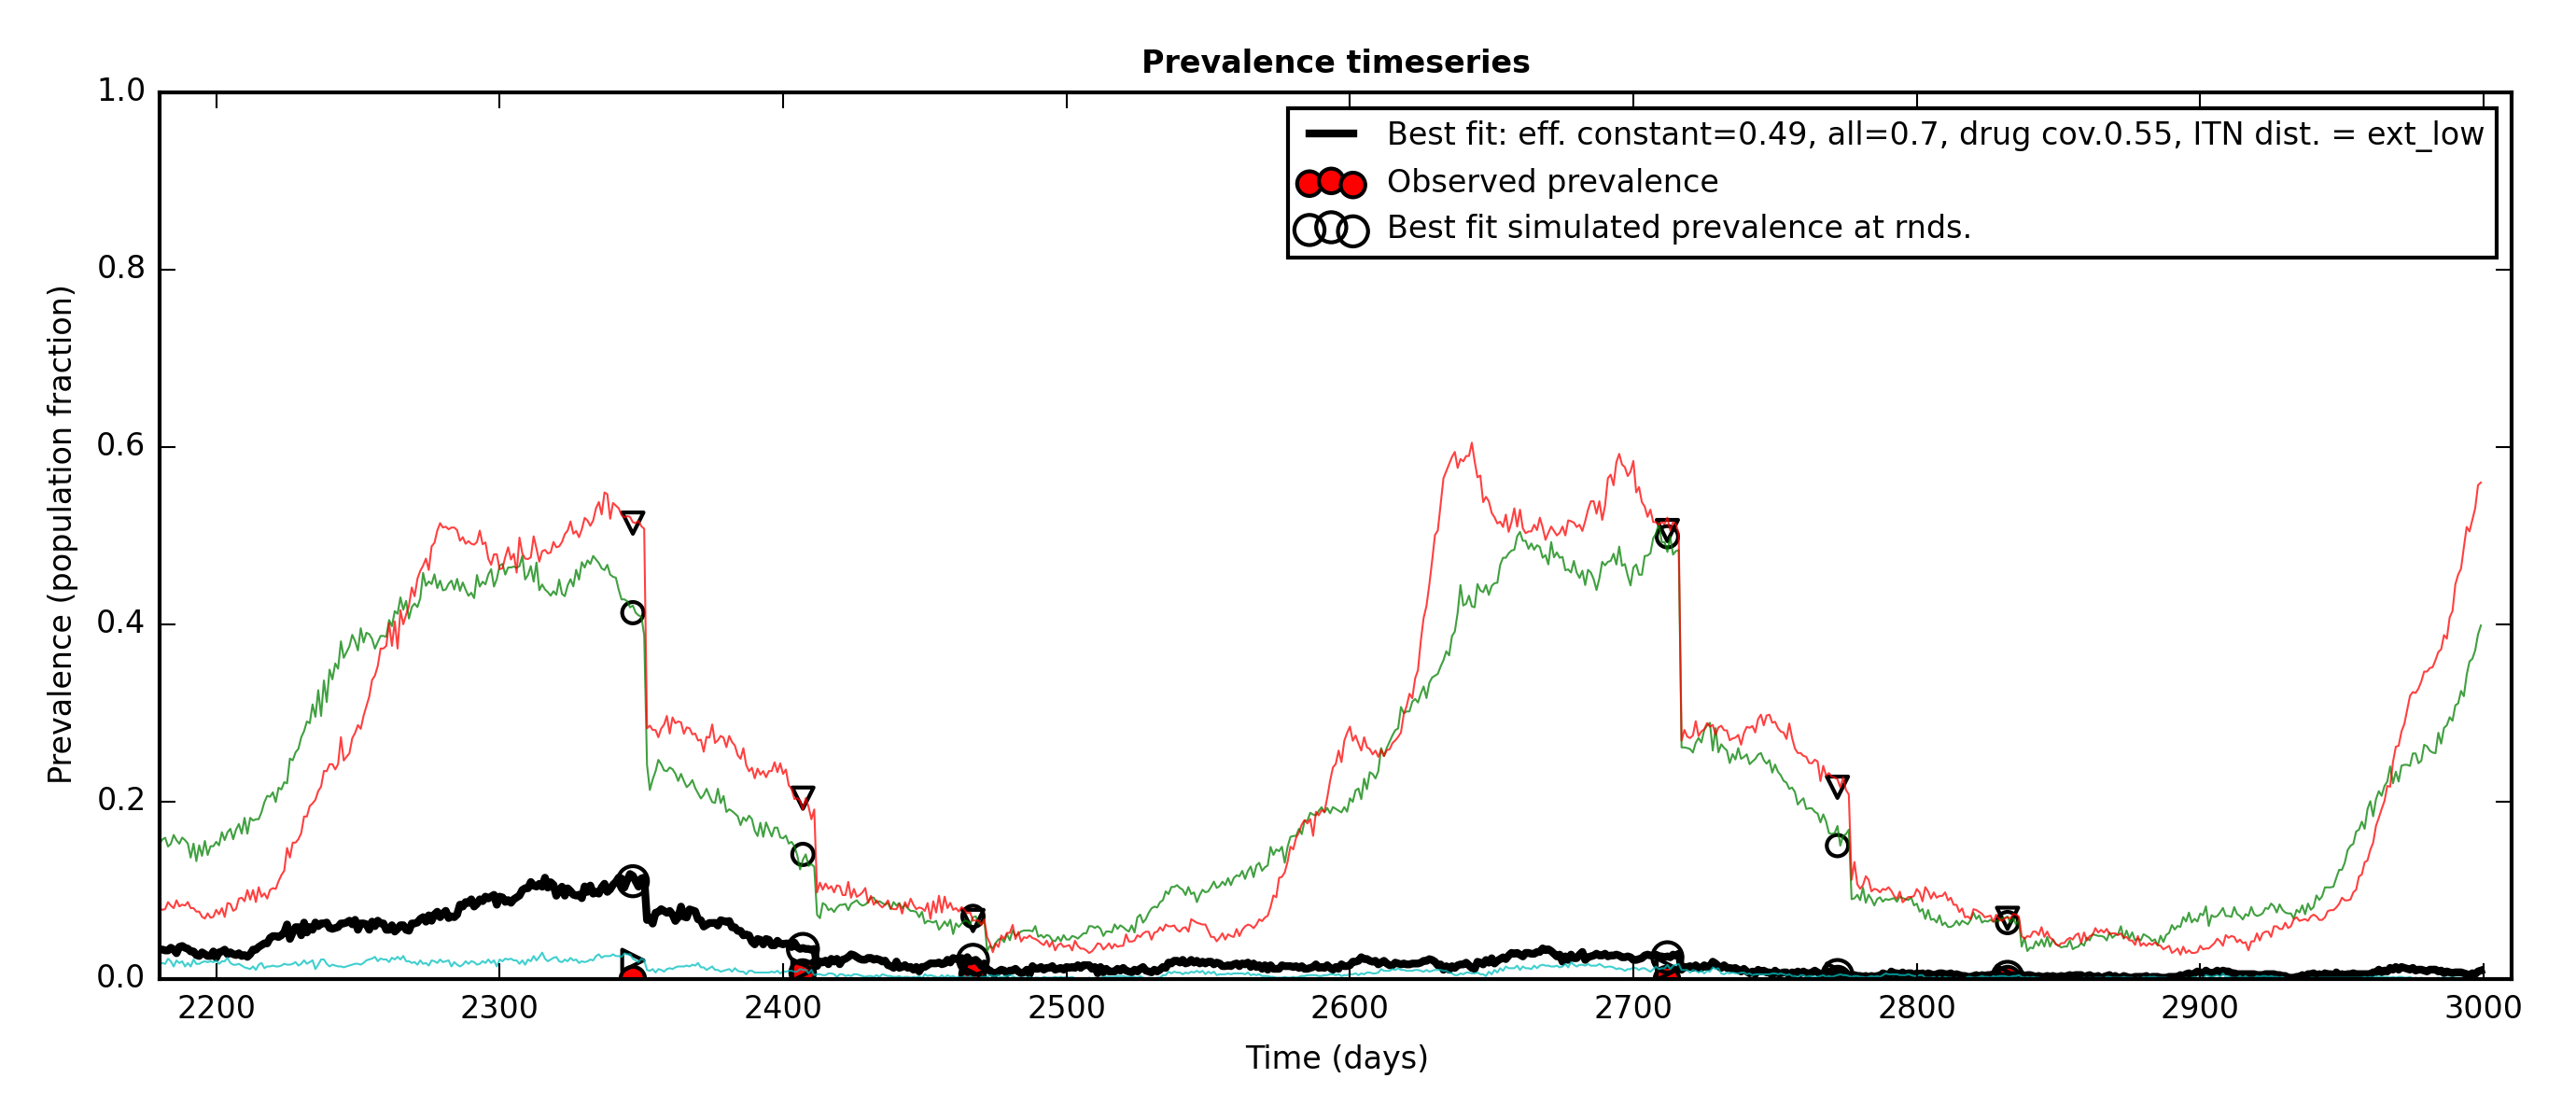 Prevalence timeseries
1.0
0.8
0.6
0.4
0.2
0.0
Prevalence (population fraction)
Best fit: eff. constant=0.49, all=0.7, drug cov.0.55, ITN dist. = ext_low
Observed prevalence
Best fit simulated prevalence at rnds.
2200 2300 2400 2500 2600 2700 2800 2900 3000
Time (days)